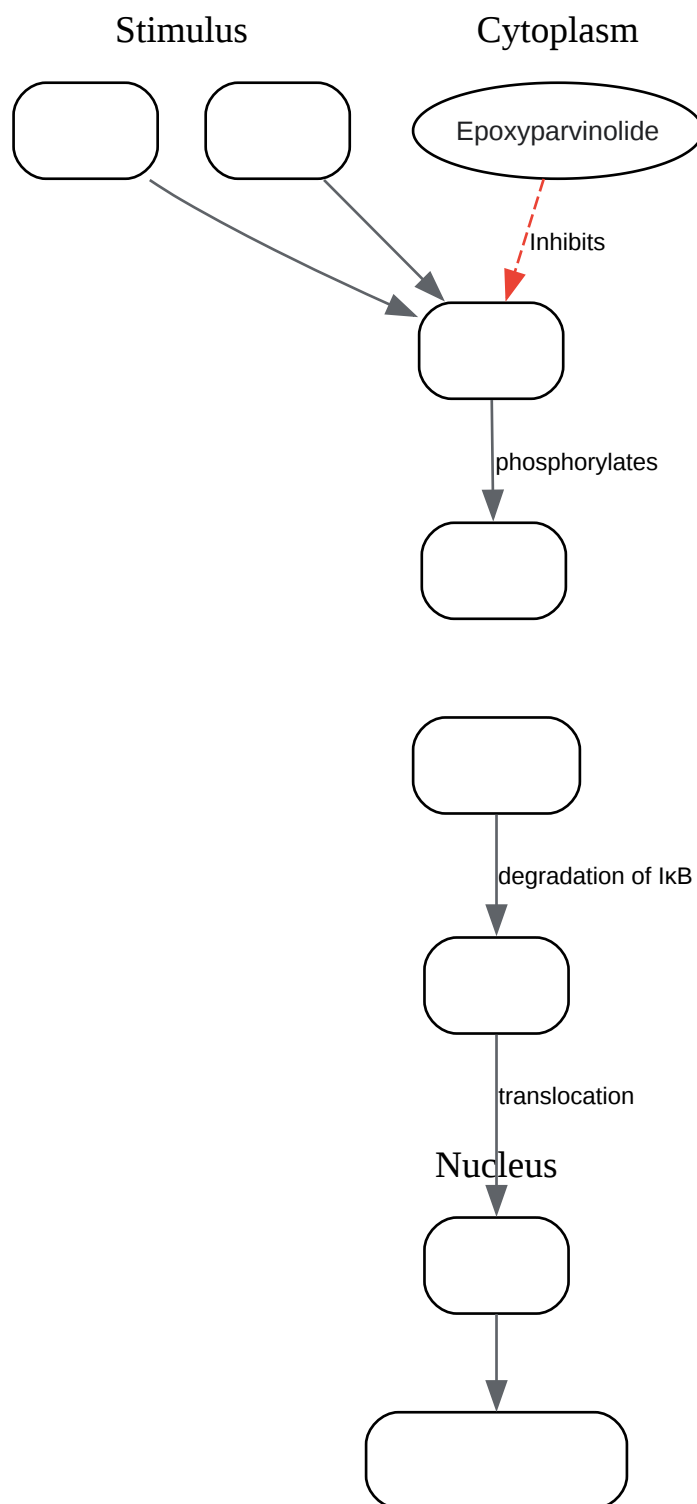 Stimulus
Cytoplasm
Epoxyparvinolide
Inhibits
phosphorylates
degradation of IκB
translocation
Nucleus